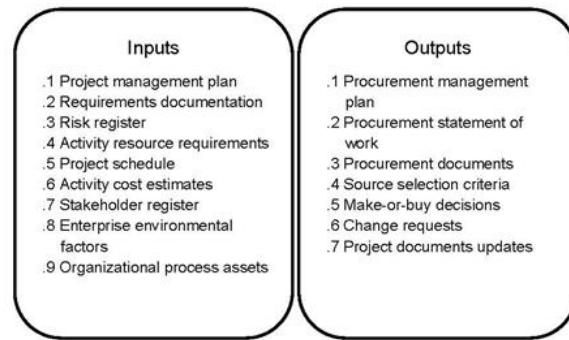 Inputs
.1 Project management plan
.2 Requirements documentation
.3 Risk register
.4 Activity resource requirements
.5 Project schedule
.6 Activity cost estimates
.7 Stakeholder register
.8 Enterprise environmental
factors
.9 Organizational process assets
Outputs
.1 Procurement management
plan
.2 Procurement statement of
work
.3 Procurement documents
.4 Source selection criteria
.5 Make-or-buy decisions
.6 Change requests
.7 Project documents updates